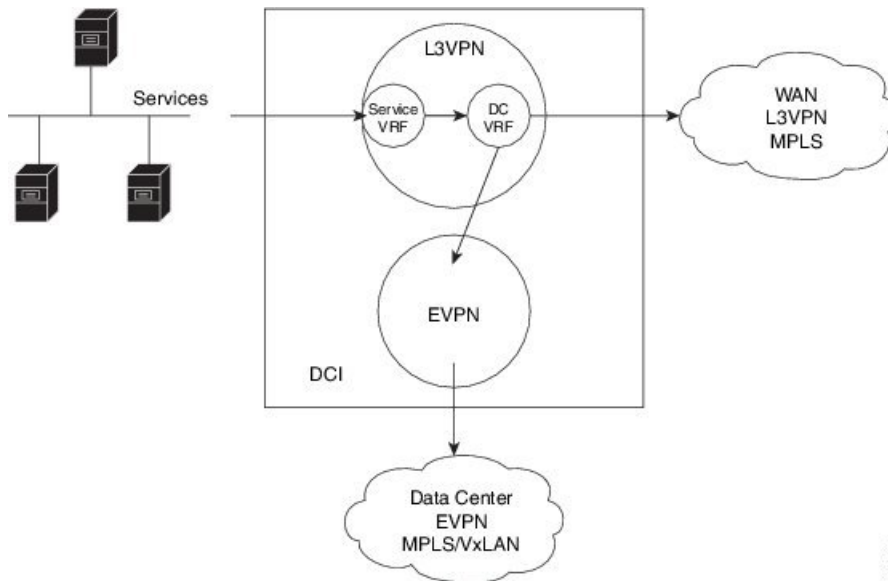 L3VPN
Services
Service
VRF
DC
VRF
WAN
L3VPN
MPLS
EVPN
DCI
Data Center
EVPN
MPLS/VxLAN